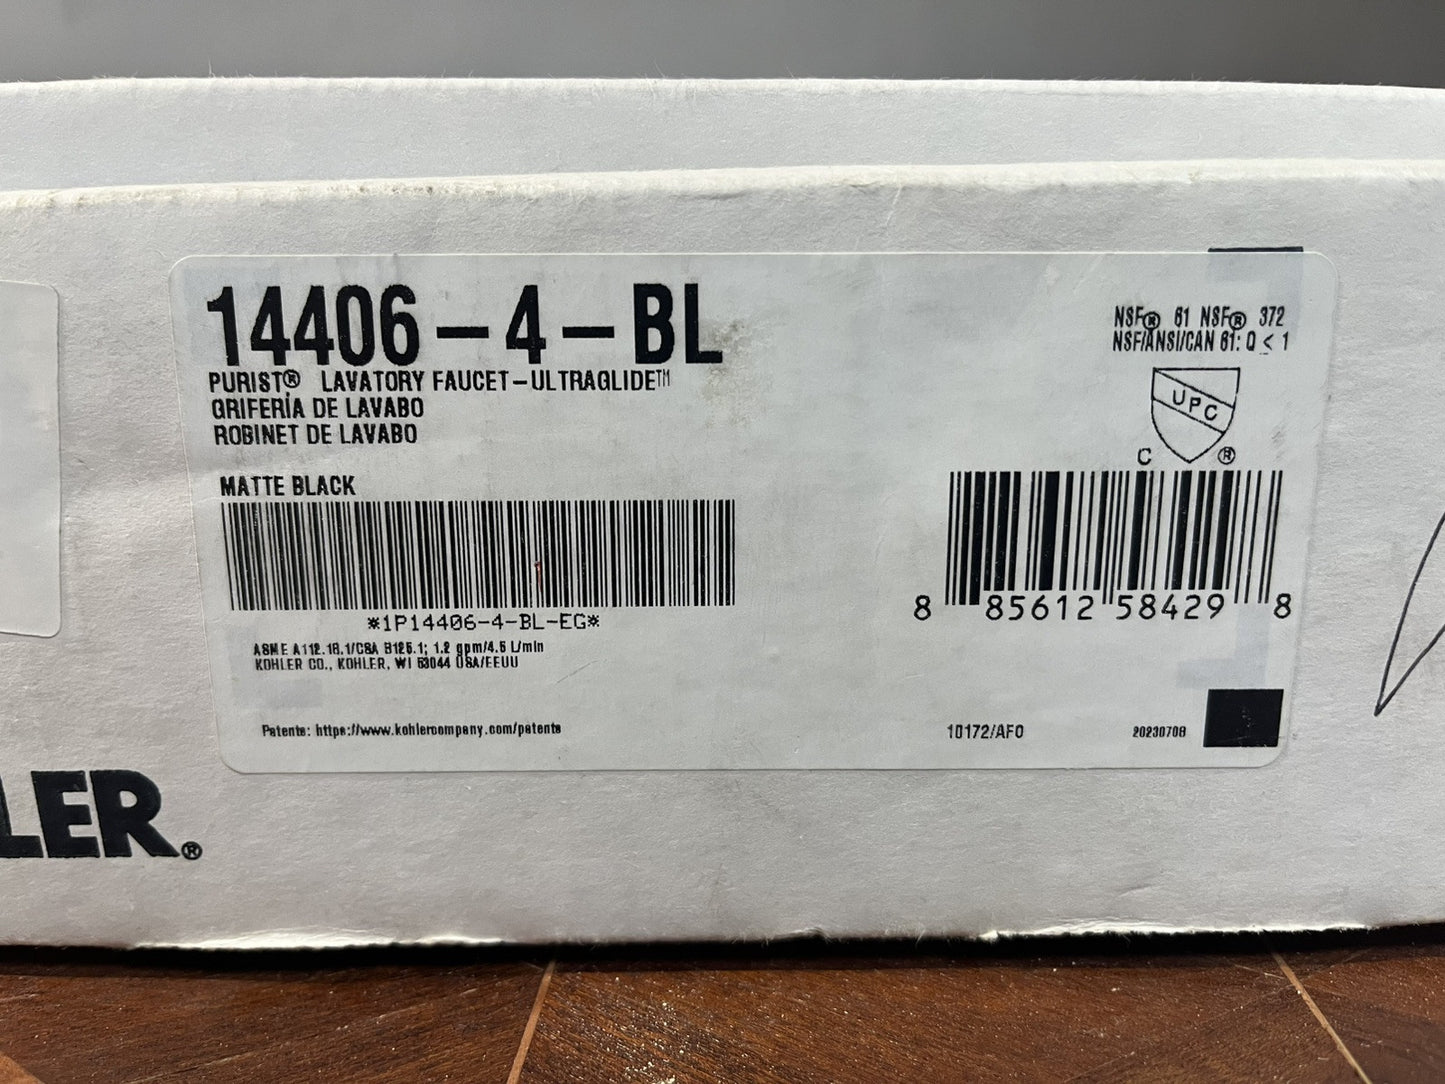 14406-4-BL
PURIST® LAVATORY FAUCET-ULTRAGLIDE™
GRIFERÍA DE LAVABO
ROBINET DE LAVABO
MATTE BLACK
*1P14406-4-BL-EG*
ASME A112.18.1/CSA B125.1; 1.2 gpm/4.5 L/min
KOHLER CO., KOHLER, WI 53044 USA/EEUU
Patents: https://www.kohlercompany.com/patents
NSF® 61 NSF® 372
NSF/ANSI/CAN 61: Q ≤ 1
UPC
C ®
8 85612 58429 8
10172/AF0
20230708
LER®